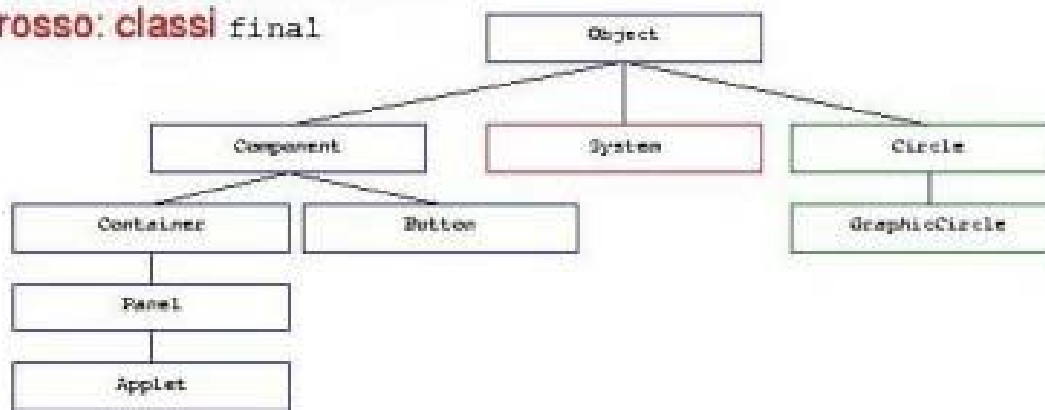 rosso: classi final
Object
Component
System
Circle
Container
Button
GraphicCircle
Panel
Applet